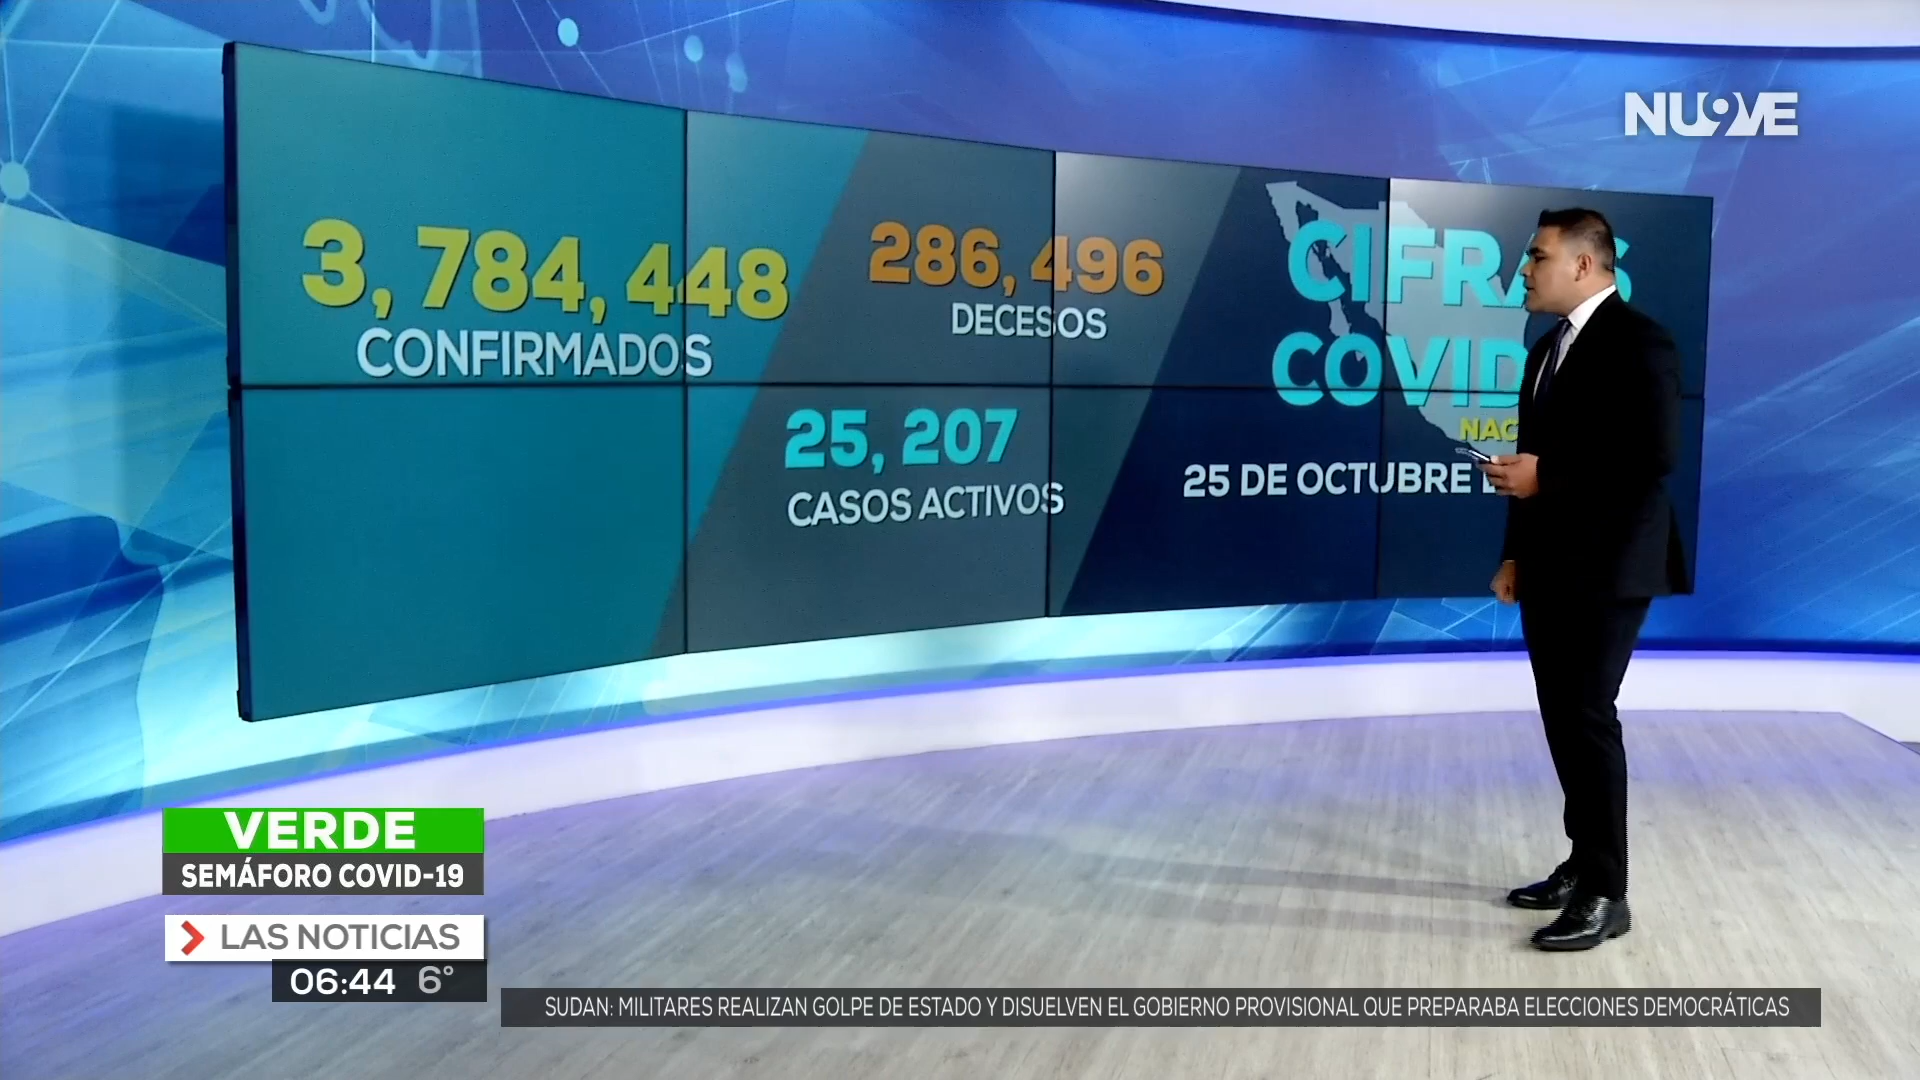 NU9VE
3, 784, 448
CONFIRMADOS
286, 496
DECESOS
25, 207
CASOS ACTIVOS
CIFRAS
COVID
25 DE OCTUBRE
VERDE
SEMÁFORO COVID-19
LAS NOTICIAS
06:44 6°
SUDAN: MILITARES REALIZAN GOLPE DE ESTADO Y DISUELVEN EL GOBIERNO PROVISIONAL QUE PREPARABA ELECCIONES DEMOCRÁTICAS